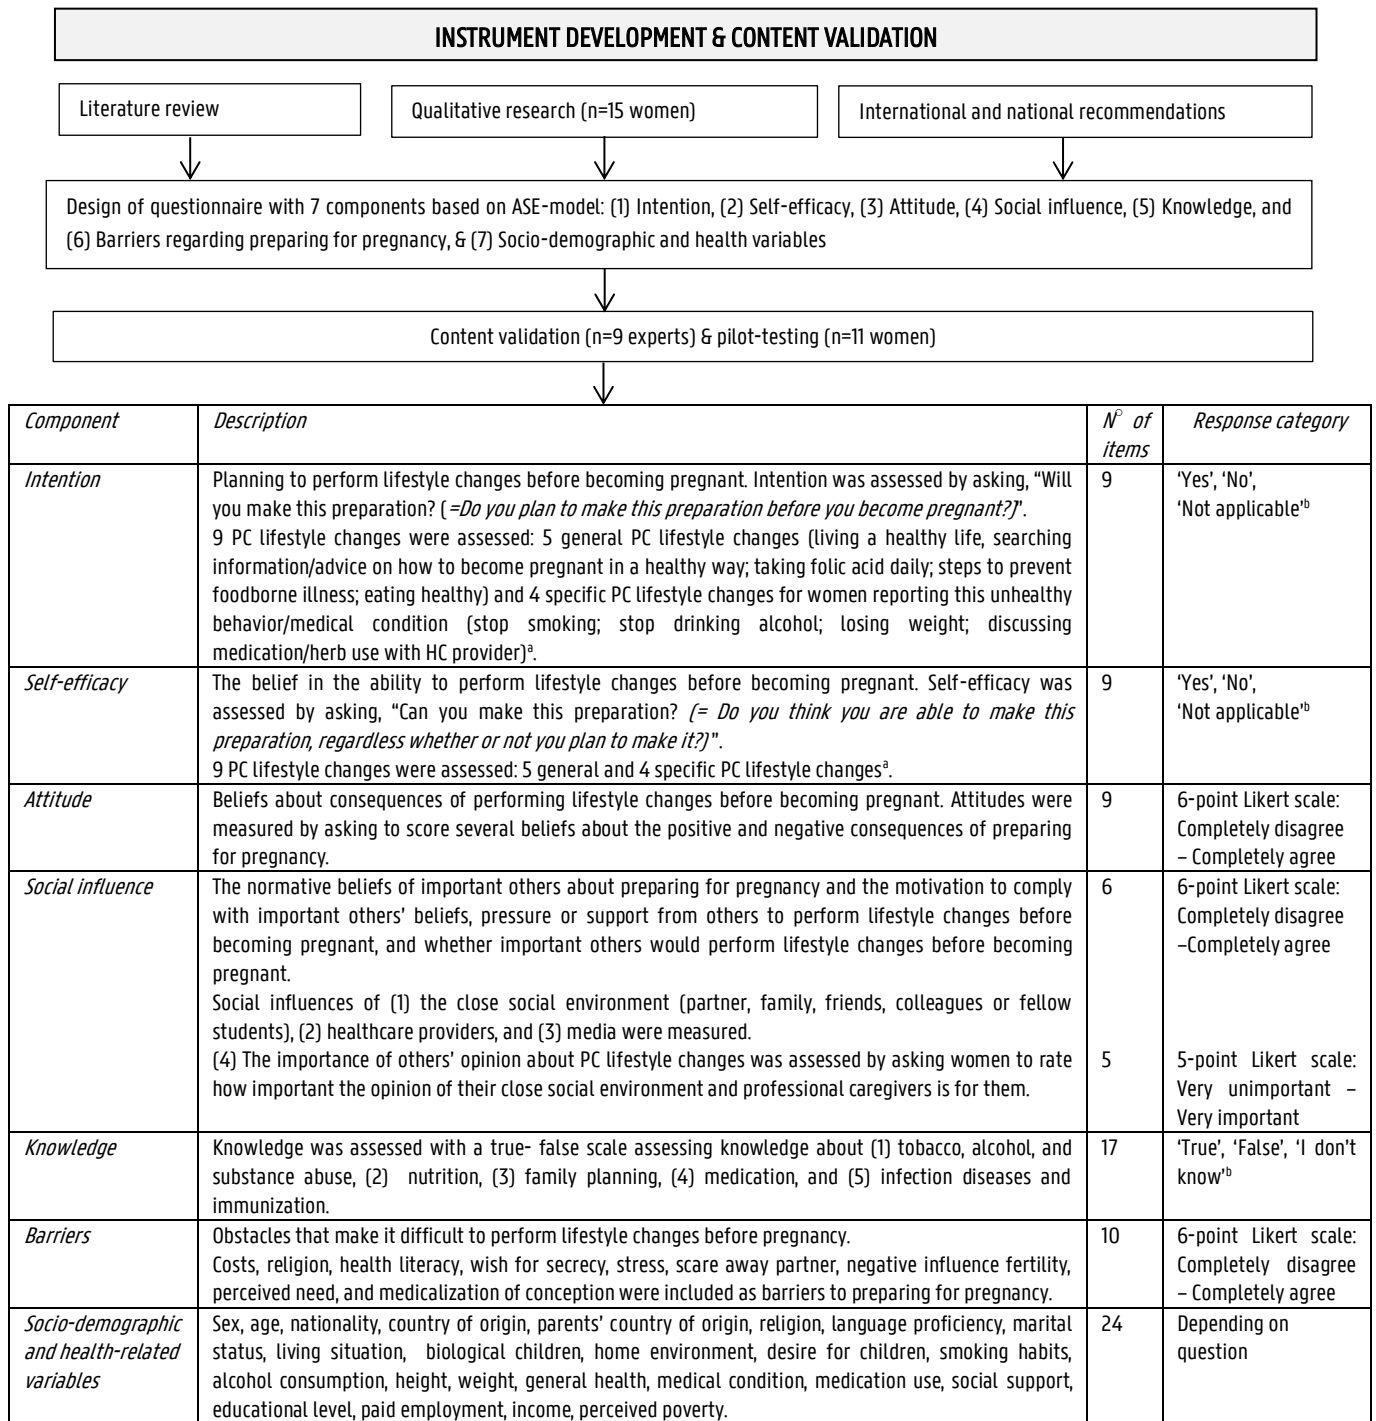 INSTRUMENT DEVELOPMENT & CONTENT VALIDATION
Literature review
Qualitative research (n=15 women)
International and national recommendations
Design of questionnaire with 7 components based on ASE-model: (1) Intention, (2) Self-efficacy, (3) Attitude, (4) Social influence, (5) Knowledge, and
(6) Barriers regarding preparing for pregnancy, & (7) Socio-demographic and health variables
Content validation (n=9 experts) & pilot-testing (n=11 women)
Component
Description
N° of
items
Response category
Intention
Planning to perform lifestyle changes before becoming pregnant. Intention was assessed by asking, “Will
you make this preparation? (=Do you plan to make this preparation before you become pregnant?)”.
9 PC lifestyle changes were assessed: 5 general PC lifestyle changes (living a healthy life, searching
information/advice on how to become pregnant in a healthy way; taking folic acid daily; steps to prevent
foodborne illness; eating healthy) and 4 specific PC lifestyle changes for women reporting this unhealthy
behavior/medical condition (stop smoking; stop drinking alcohol; losing weight; discussing
medication/herb use with HC provider)ᵃ.
9
‘Yes’, ‘No’,
‘Not applicable’ᵇ
Self-efficacy
The belief in the ability to perform lifestyle changes before becoming pregnant. Self-efficacy was
assessed by asking, “Can you make this preparation? (= Do you think you are able to make this
preparation, regardless whether or not you plan to make it?)”.
9 PC lifestyle changes were assessed: 5 general and 4 specific PC lifestyle changesᵃ.
9
‘Yes’, ‘No’,
‘Not applicable’ᵇ
Attitude
Beliefs about consequences of performing lifestyle changes before becoming pregnant. Attitudes were
measured by asking to score several beliefs about the positive and negative consequences of preparing
for pregnancy.
9
6-point Likert scale:
Completely disagree
– Completely agree
Social influence
The normative beliefs of important others about preparing for pregnancy and the motivation to comply
with important others’ beliefs, pressure or support from others to perform lifestyle changes before
becoming pregnant, and whether important others would perform lifestyle changes before becoming
pregnant.
Social influences of (1) the close social environment (partner, family, friends, colleagues or fellow
students), (2) healthcare providers, and (3) media were measured.
6
6-point Likert scale:
Completely disagree
–Completely agree
(4) The importance of others’ opinion about PC lifestyle changes was assessed by asking women to rate
how important the opinion of their close social environment and professional caregivers is for them.
5
5-point Likert scale:
Very unimportant –
Very important
Knowledge
Knowledge was assessed with a true- false scale assessing knowledge about (1) tobacco, alcohol, and
substance abuse, (2) nutrition, (3) family planning, (4) medication, and (5) infection diseases and
immunization.
17
‘True’, ‘False’, ‘I don’t
know’ᵇ
Barriers
Obstacles that make it difficult to perform lifestyle changes before pregnancy.
Costs, religion, health literacy, wish for secrecy, stress, scare away partner, negative influence fertility,
perceived need, and medicalization of conception were included as barriers to preparing for pregnancy.
10
6-point Likert scale:
Completely disagree
– Completely agree
Socio-demographic
and health-related
variables
Sex, age, nationality, country of origin, parents’ country of origin, religion, language proficiency, marital
status, living situation, biological children, home environment, desire for children, smoking habits,
alcohol consumption, height, weight, general health, medical condition, medication use, social support,
educational level, paid employment, income, perceived poverty.
24
Depending on
question